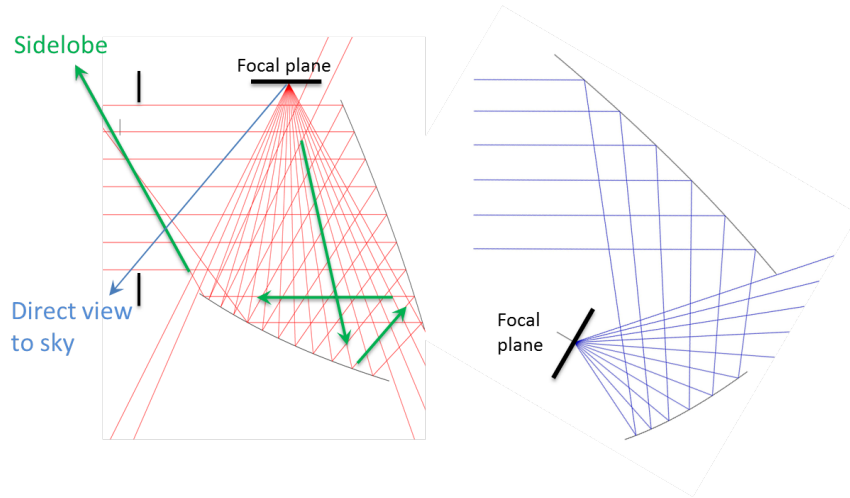 Sidelobe
Focal plane
Direct view
to sky
Focal
plane